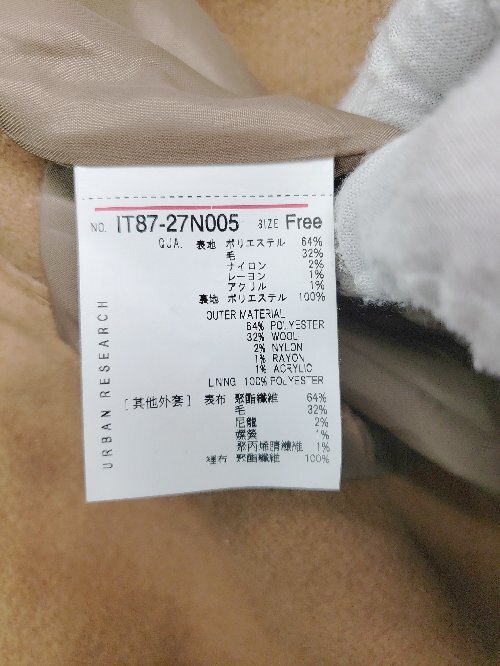 NO. IT87-27N005 SIZE Free
QUA. 表地 ポリエステル 64%
毛 32%
ナイロン 2%
レーヨン 1%
アクリル 1%
裏地 ポリエステル 100%
OUTER MATERIAL
64% POLYESTER
32% WOOL
2% NYLON
1% RAYON
1% ACRYLIC
LINING 100% POLYESTER
[其他外套] 表布 聚酯纖維 64%
毛 32%
尼龍 2%
嫘縈 1%
聚丙烯腈纖維 1%
裡布 聚酯纖維 100%
URBAN RESEARCH